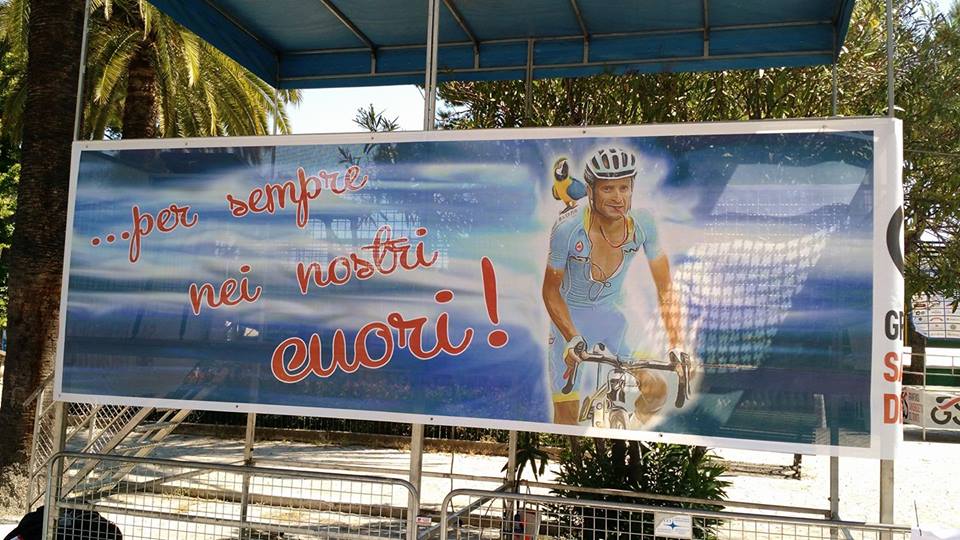 ...per sempre
nei nostri
cuori!